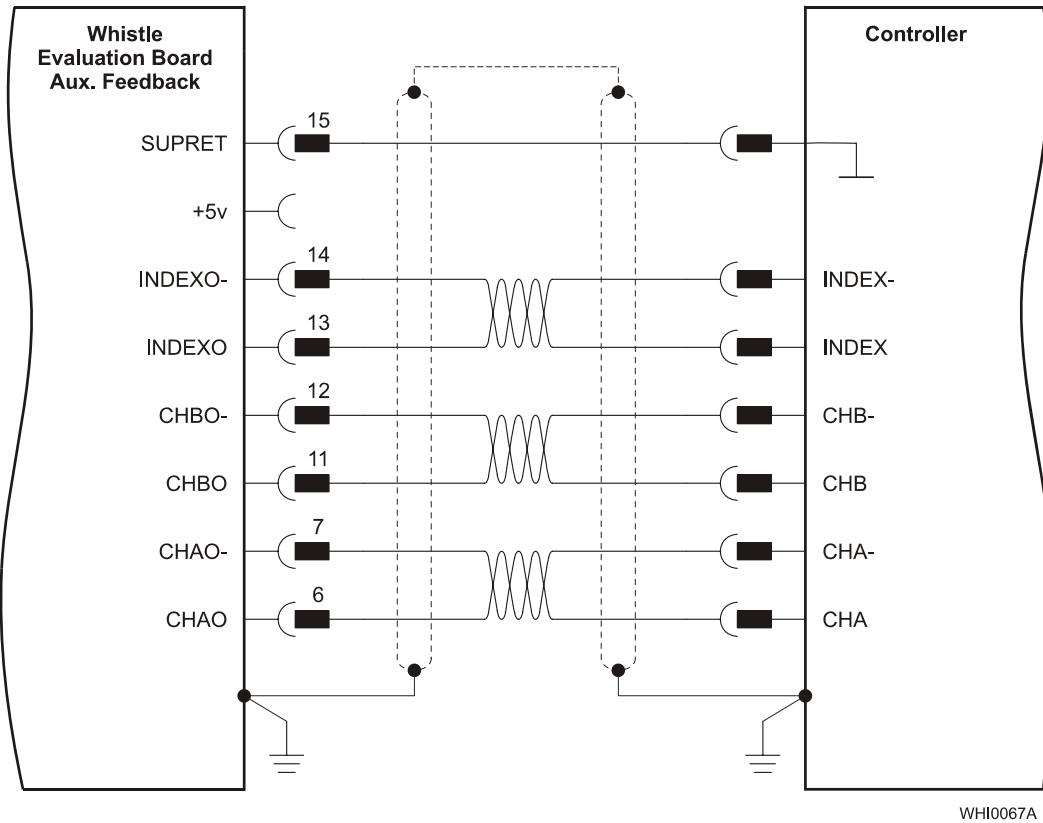 Whistle
Evaluation Board
Aux. Feedback
Controller
SUPRET 15
+5v
INDEXO- 14 INDEX-
INDEXO 13 INDEX
CHBO- 12 CHB-
CHBO 11 CHB
CHAO- 7 CHA-
CHAO 6 CHA
WHI0067A